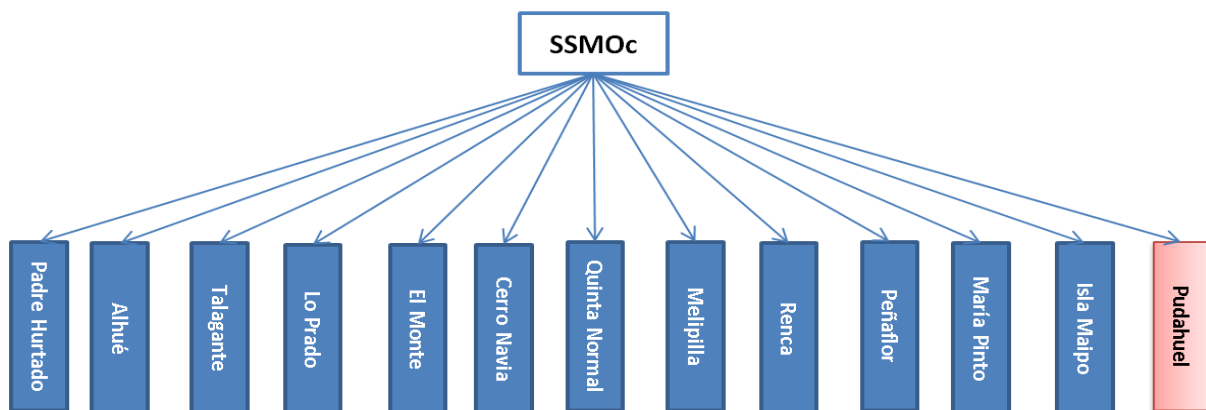 SSMOc
Padre Hurtado
Alhué
Talagante
Lo Prado
El Monte
Cerro Navia
Quinta Normal
Melipilla
Renca
Peñaflor
María Pinto
Isla Maipo
Pudahuel